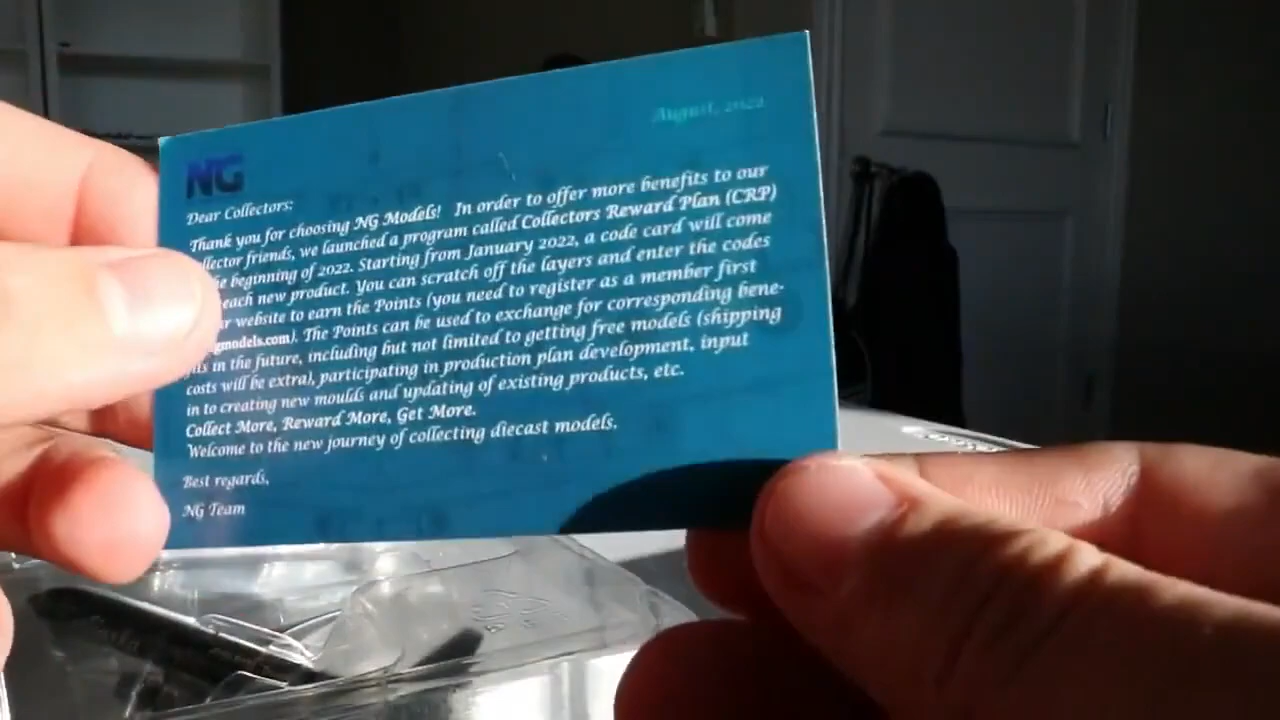 August, 2022
NG
Dear Collectors:
Thank you for choosing NG Models! In order to offer more benefits to our
llector friends, we launched a program called Collectors Reward Plan (CRP)
e beginning of 2022. Starting from January 2022, a code card will come
each new product. You can scratch off the layers and enter the codes
r website to earn the Points (you need to register as a member first
gmodels.com). The Points can be used to exchange for corresponding bene-
fits in the future, including but not limited to getting free models (shipping
costs will be extra), participating in production plan development, input
in to creating new moulds and updating of existing products, etc.
Collect More, Reward More, Get More.
Welcome to the new journey of collecting diecast models.
Best regards,
NG Team